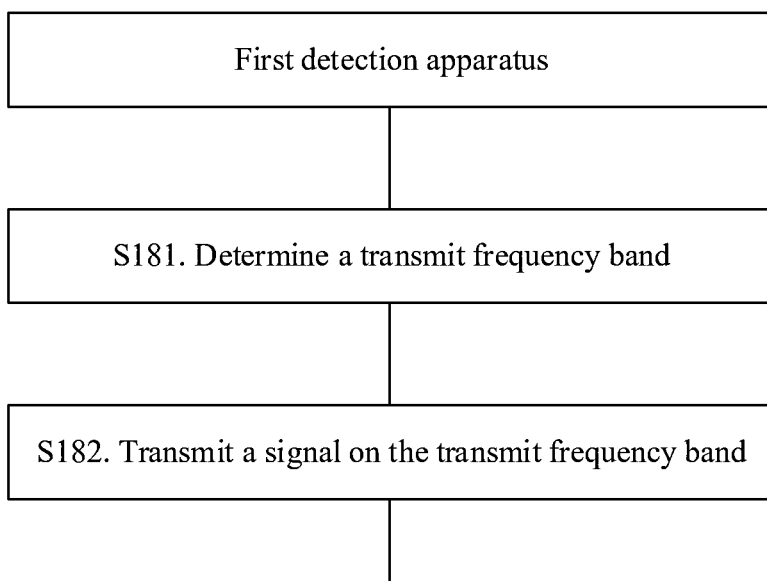 First detection apparatus
S181. Determine a transmit frequency band
S182. Transmit a signal on the transmit frequency band